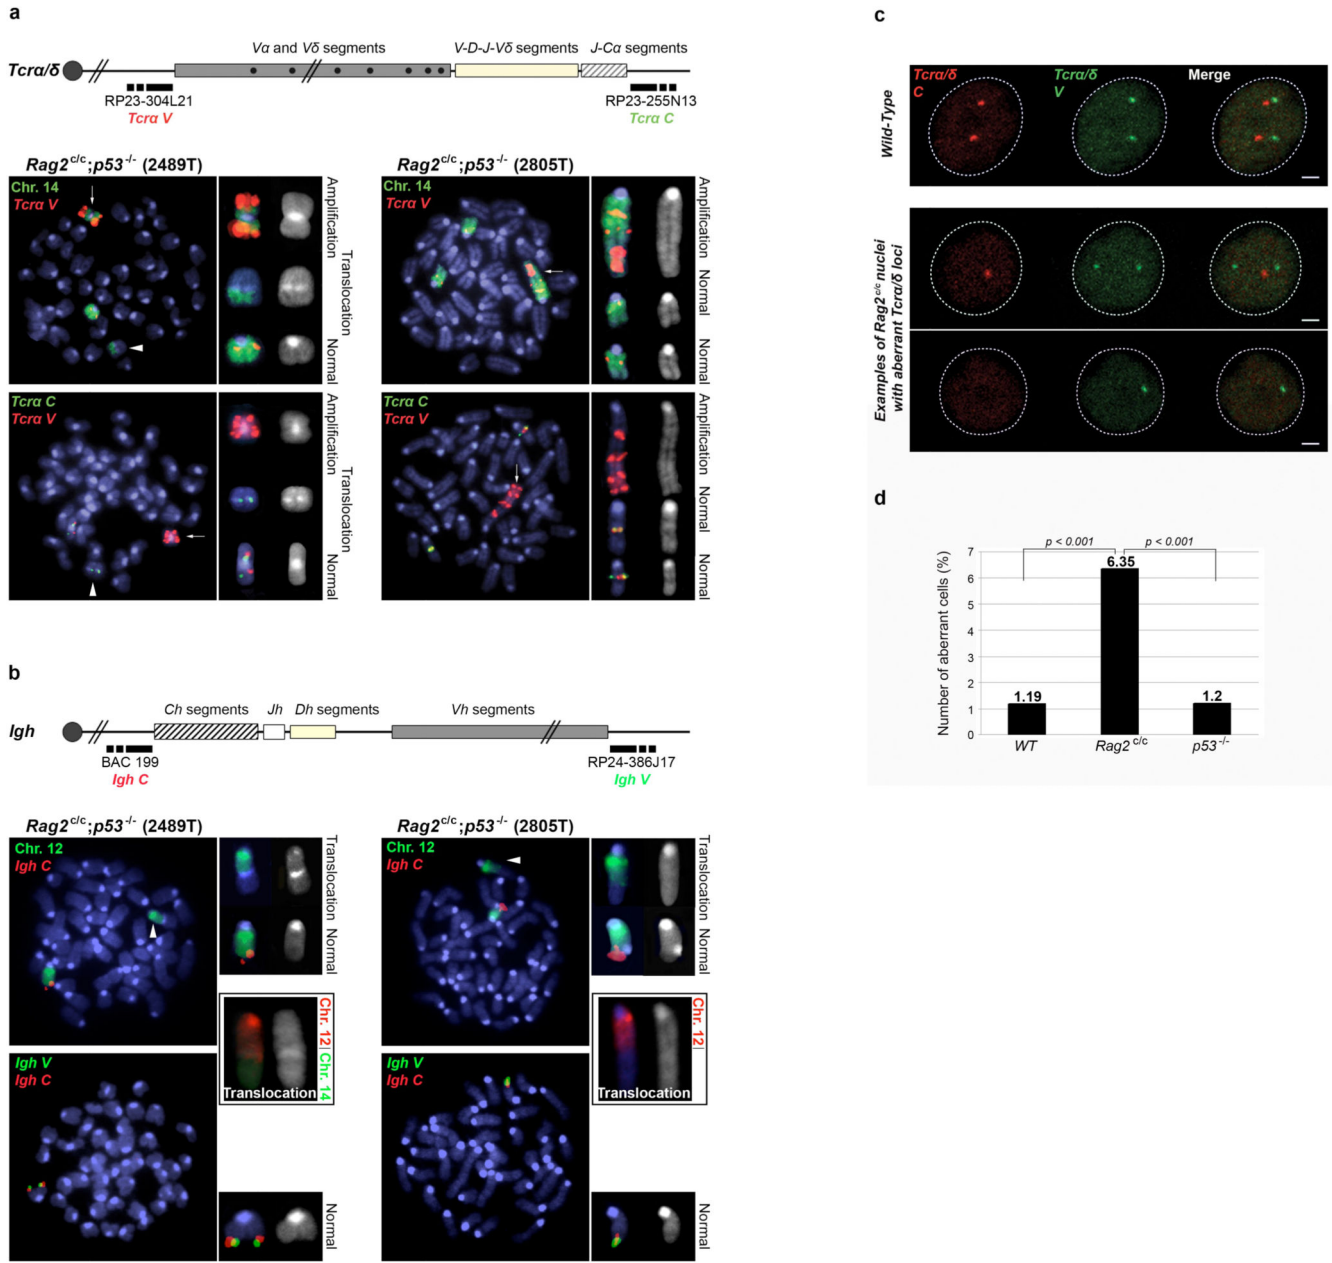 a
Vα and Vδ segments
V-D-J-Vδ segments
J-Cα segments
Tcrα/δ
RP23-304L21
RP23-255N13
Tcrα V
Tcrα C
Rag2c/c;p53-/- (2489T)
Chr. 14
Tcrα V
Amplification
Translocation
Normal
Tcrα C
Tcrα V
Amplification
Translocation
Normal
Rag2c/c;p53-/- (2805T)
Chr. 14
Tcrα V
Amplification
Normal
Tcrα C
Tcrα V
Amplification
Normal
Normal
b
Ch segments
Jh
Dh segments
Vh segments
Igh
BAC 199
RP24-386J17
Igh C
Igh V
Rag2c/c;p53-/- (2489T)
Chr. 12
Igh C
Translocation
Normal
Chr. 12|Chr. 14
Translocation
Igh V
Igh C
Normal
Rag2c/c;p53-/- (2805T)
Chr. 12
Igh C
Translocation
Normal
Chr. 12|
Translocation
Igh V
Igh C
Normal
c
Wild-Type
Tcrα/δ
C
Tcrα/δ
V
Merge
Examples of Rag2c/c nuclei
with aberrant Tcrα/δ loci
d
p < 0.001
p < 0.001
Number of aberrant cells (%)
7
6
5
4
3
2
1
0
1.19
6.35
1.2
WT
Rag2c/c
p53-/-